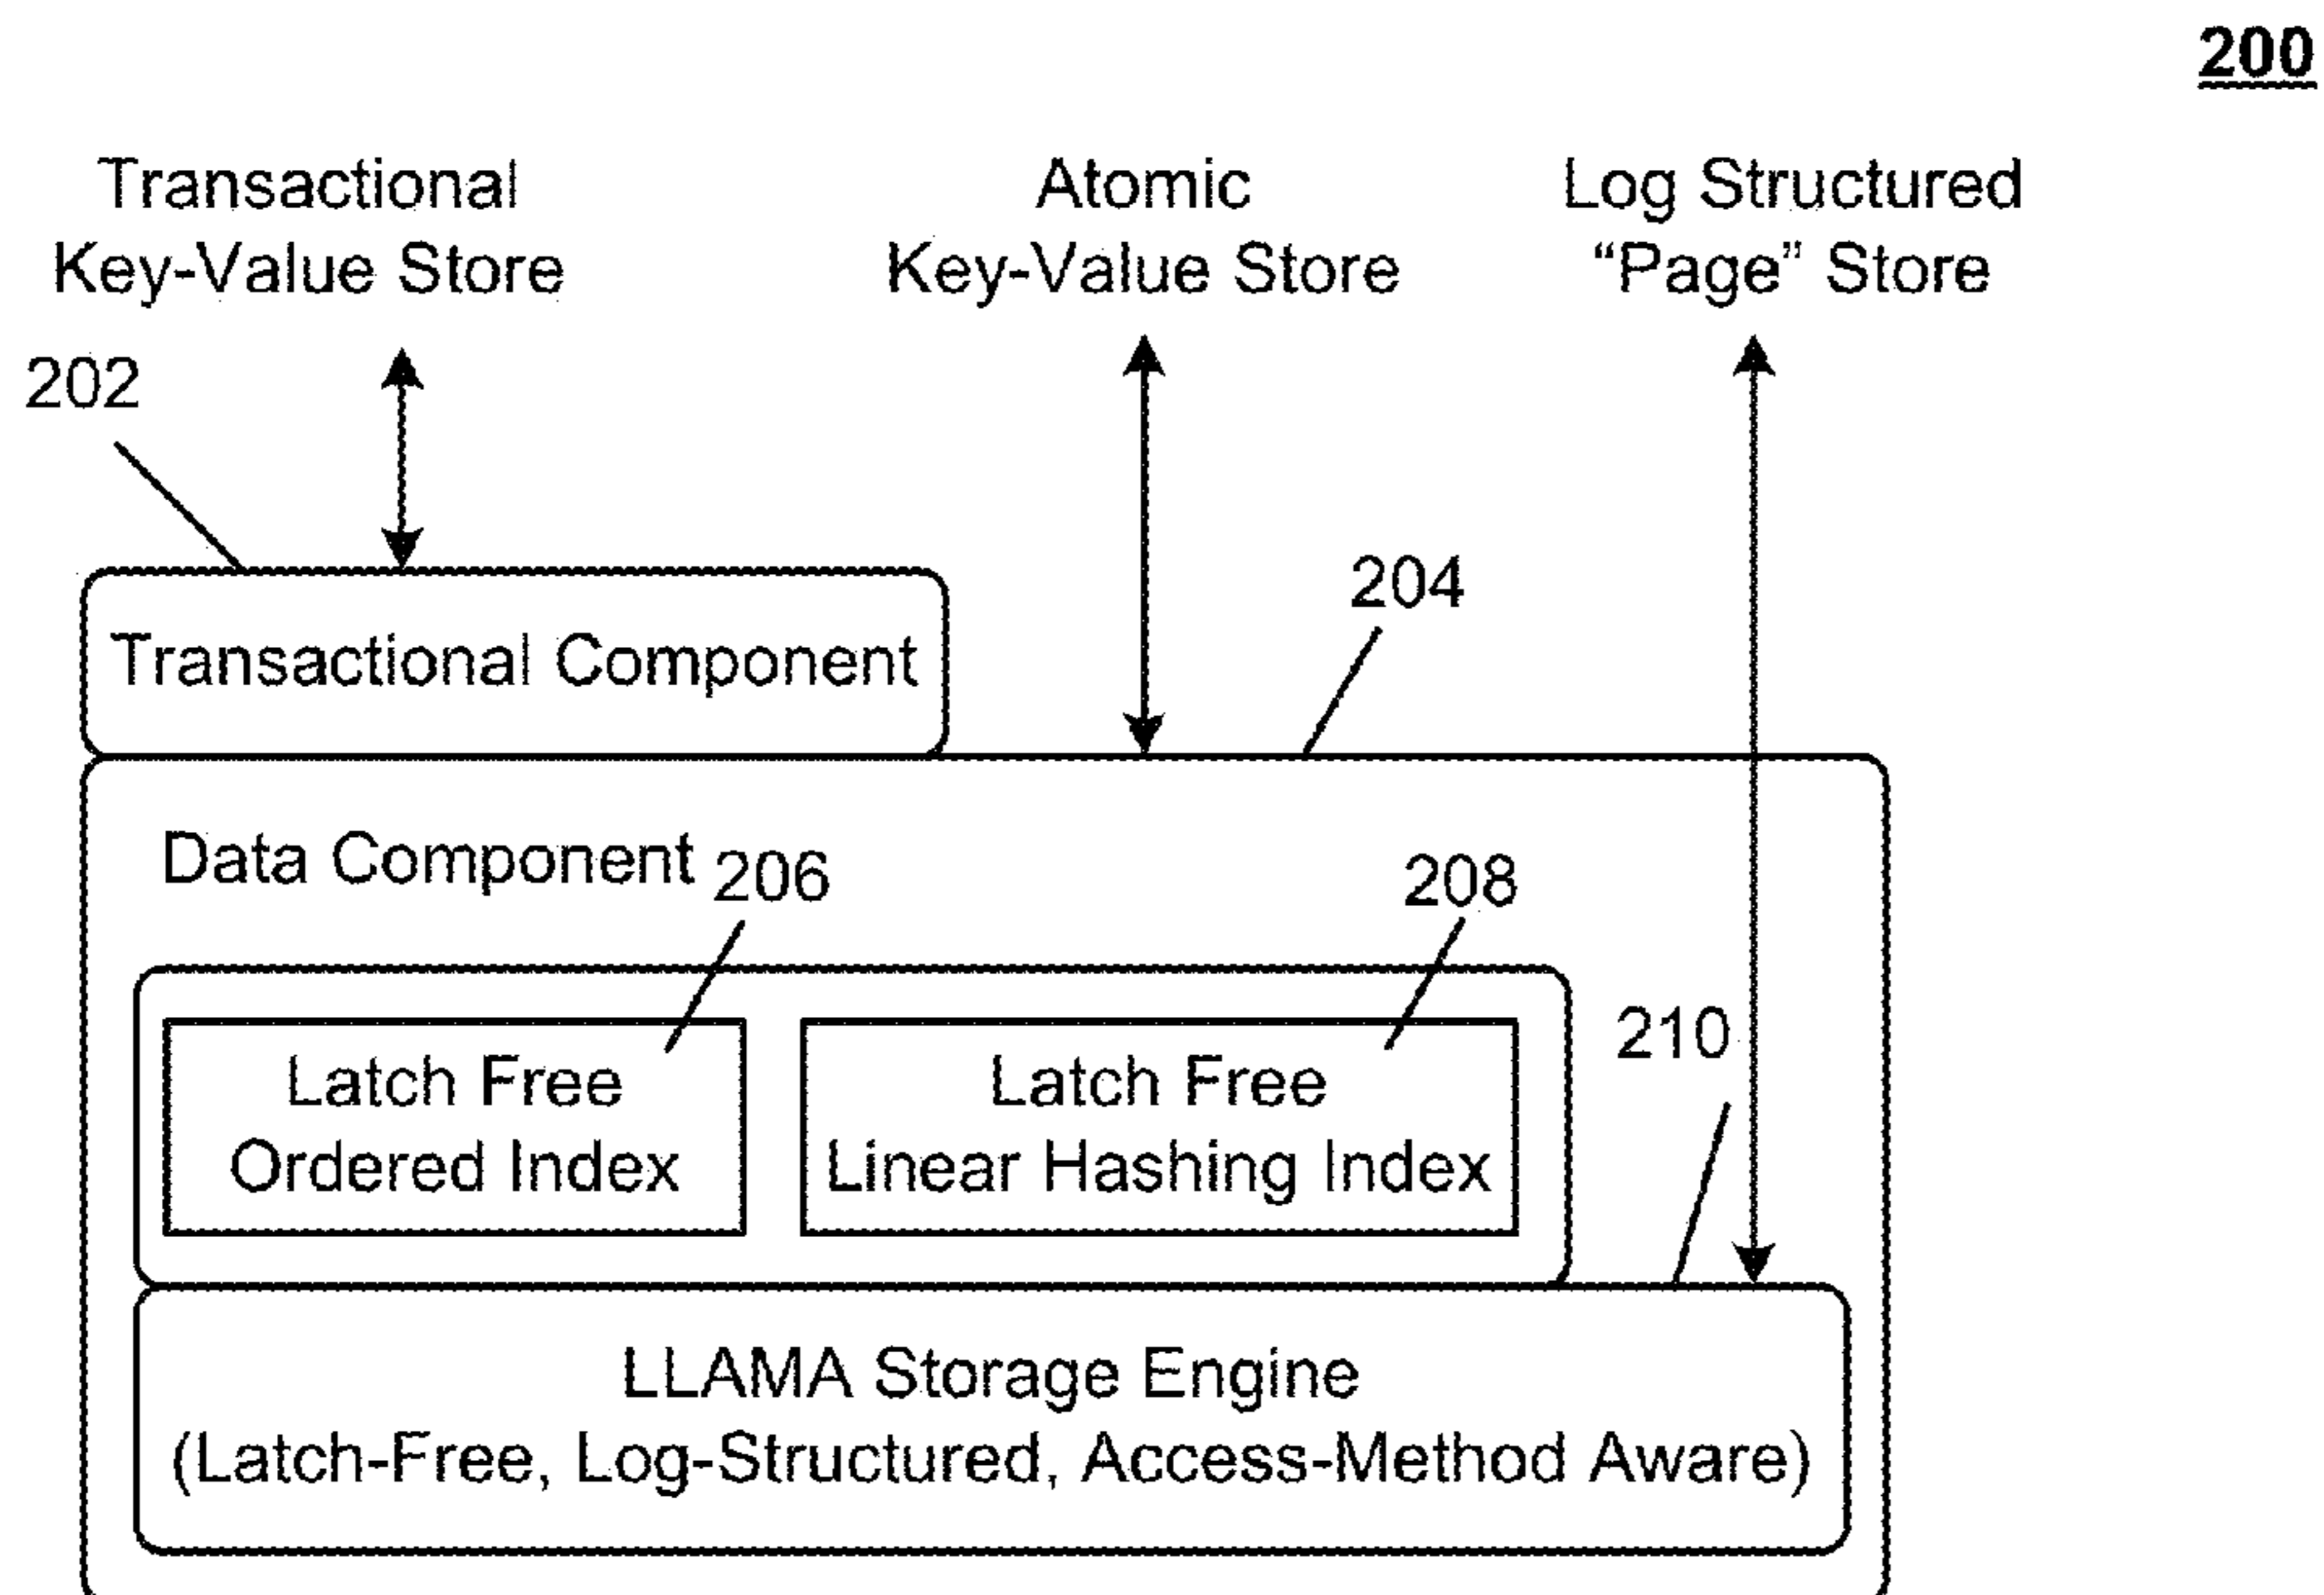 200
Transactional
Key-Value Store
Atomic
Key-Value Store
Log Structured
“Page” Store
202
204
Transactional Component
Data Component
206
208
210
Latch Free
Ordered Index
Latch Free
Linear Hashing Index
LLAMA Storage Engine
(Latch-Free, Log-Structured, Access-Method Aware)